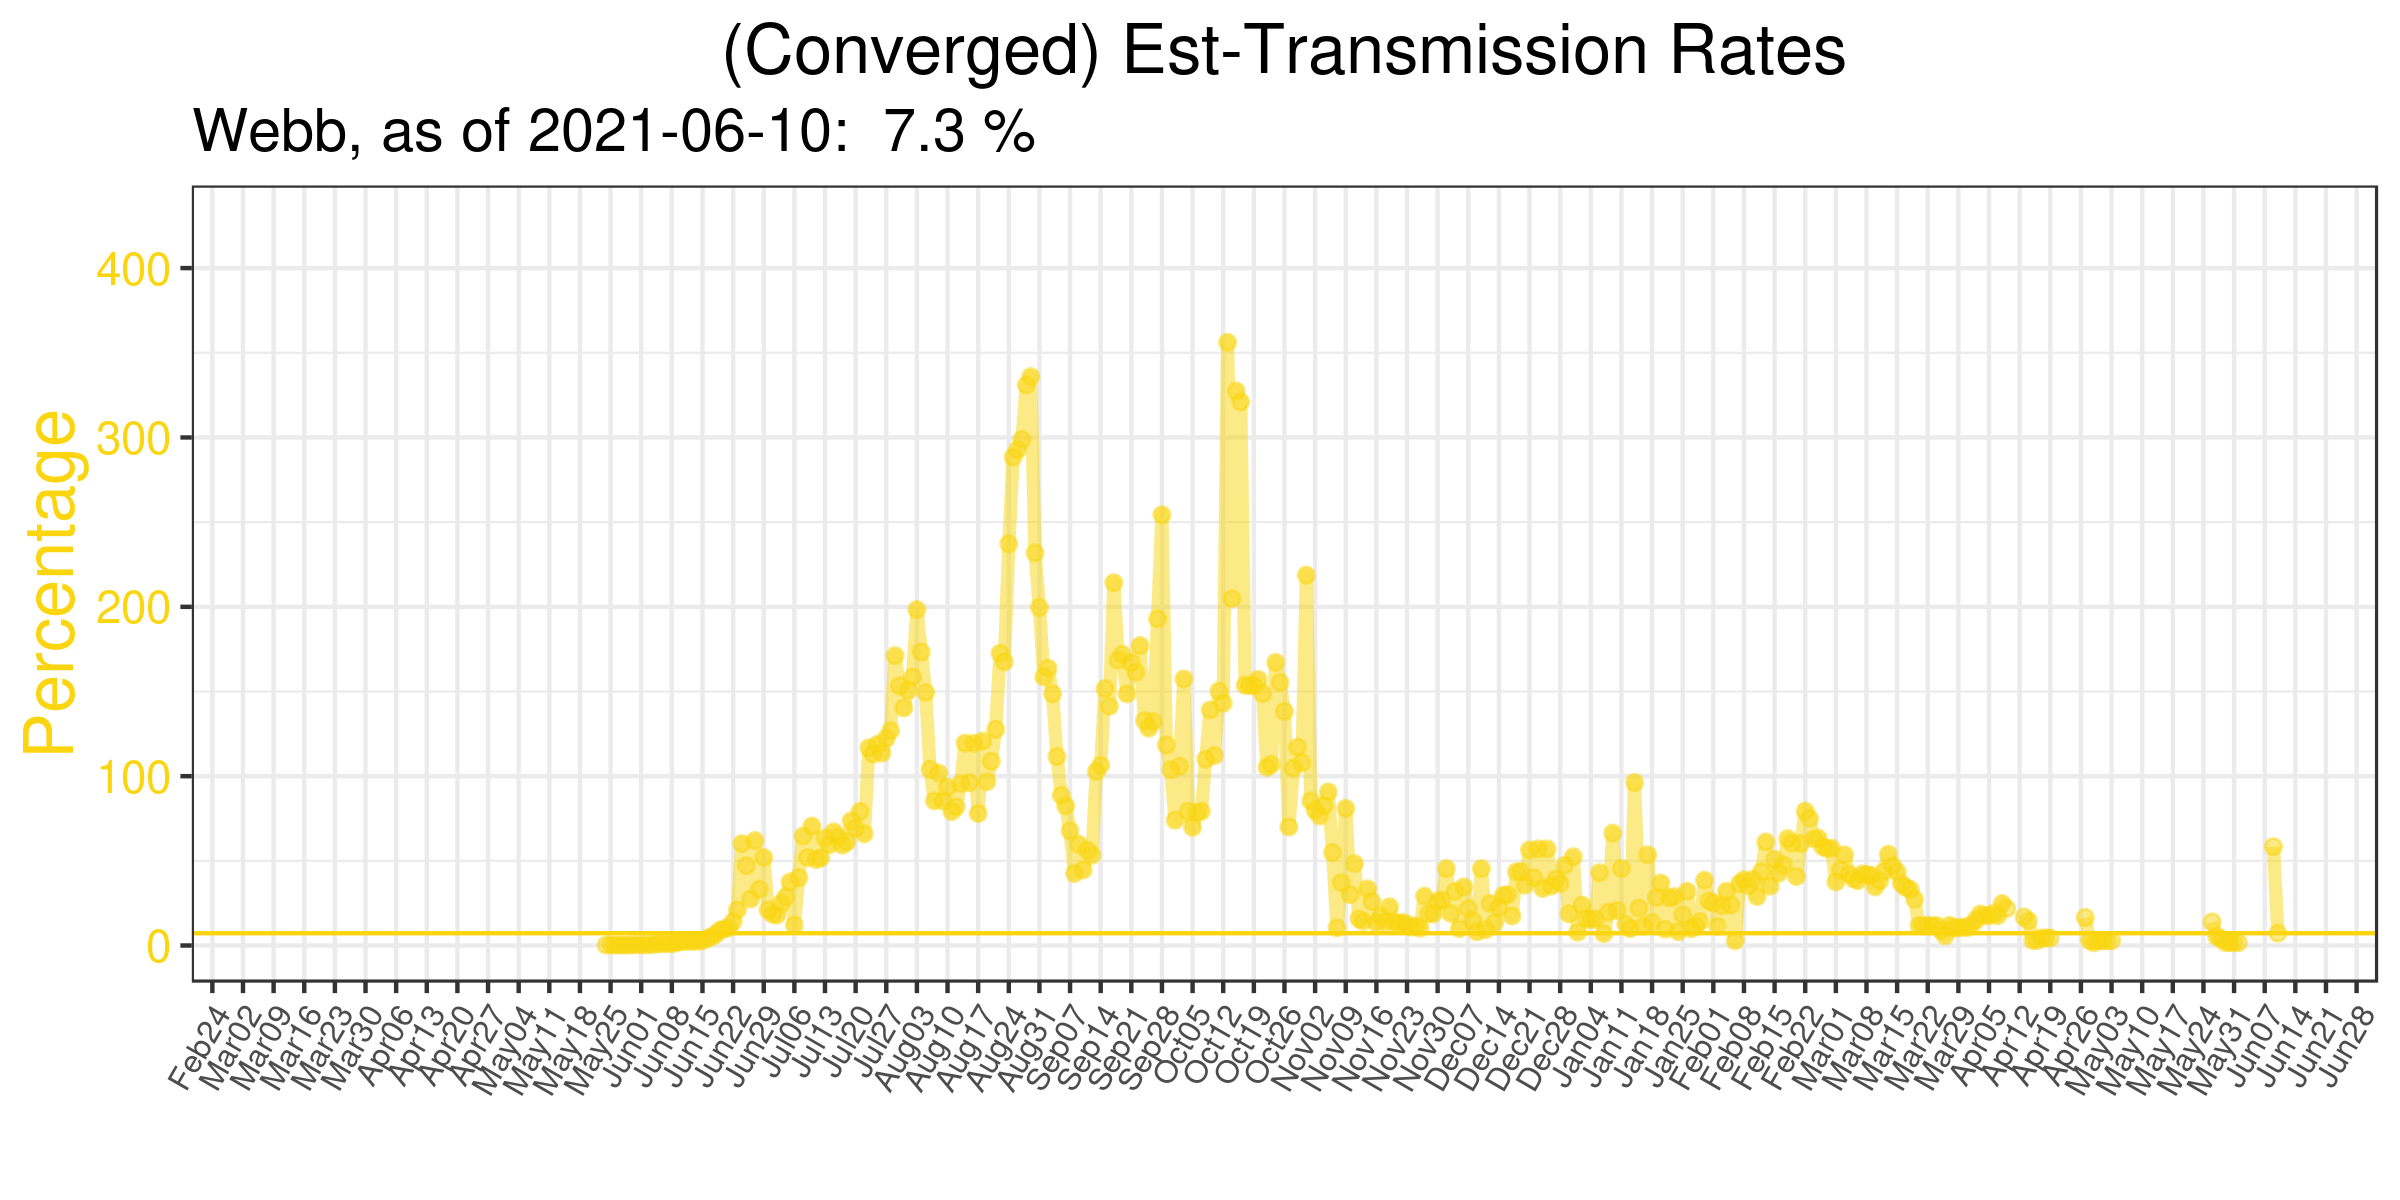 (Converged) Est-Transmission Rates
Webb, as of 2021-06-10:  7.3 %
Percentage
400
300
200
100
0
Feb24
Mar02
Mar09
Mar16
Mar23
Mar30
Apr06
Apr13
Apr20
Apr27
May04
May11
May18
May25
Jun01
Jun08
Jun15
Jun22
Jun29
Jul06
Jul13
Jul20
Jul27
Aug03
Aug10
Aug17
Aug24
Aug31
Sep07
Sep14
Sep21
Sep28
Oct05
Oct12
Oct19
Oct26
Nov02
Nov09
Nov16
Nov23
Nov30
Dec07
Dec14
Dec21
Dec28
Jan04
Jan11
Jan18
Jan25
Feb01
Feb08
Feb15
Feb22
Mar01
Mar08
Mar15
Mar22
Mar29
Apr05
Apr12
Apr19
Apr26
May03
May10
May17
May24
May31
Jun07
Jun14
Jun21
Jun28